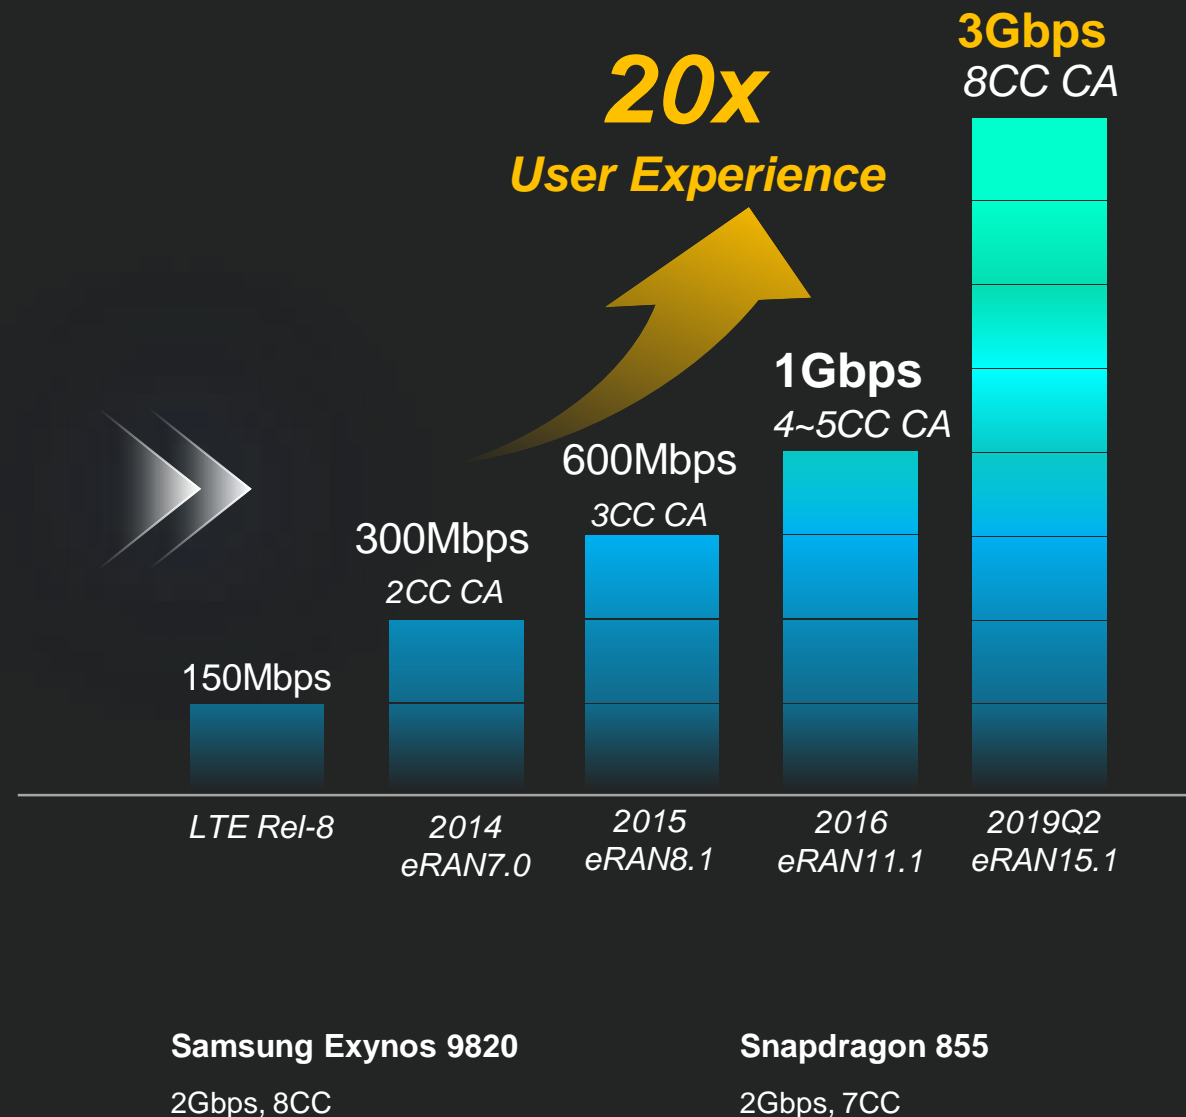 3Gbps
8CC CA
20x
User Experience
1Gbps
4~5CC CA
600Mbps
3CC CA
300Mbps
2CC CA
150Mbps
LTE Rel-8
2014
eRAN7.0
2015
eRAN8.1
2016
eRAN11.1
2019Q2
eRAN15.1
Samsung Exynos 9820
2Gbps, 8CC
Snapdragon 855
2Gbps, 7CC